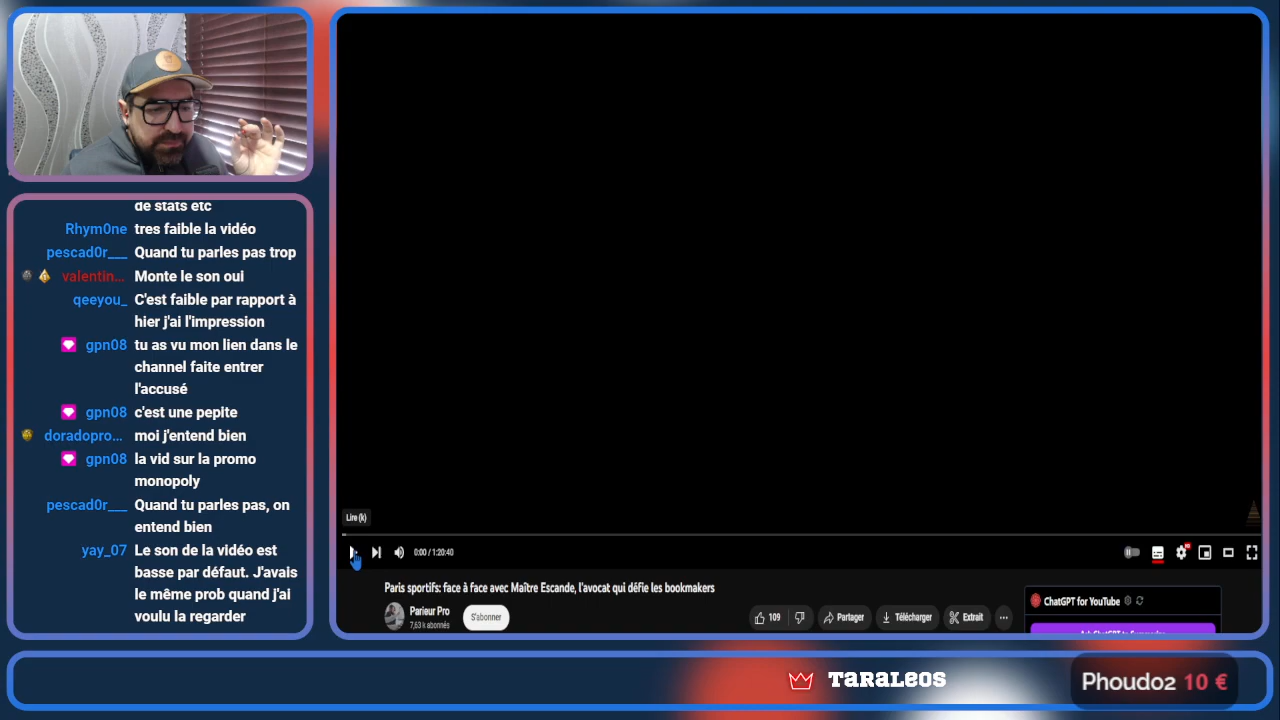 de stats etc
Rhym0ne tres faible la vidéo
pescad0r___ Quand tu parles pas trop
valentin... Monte le son oui
qeeyou_ C'est faible par rapport à
hier j'ai l'impression
gpn08 tu as vu mon lien dans le
channel faite entrer
l'accusé
gpn08 c'est une pepite
doradopro... moi j'entend bien
gpn08 la vid sur la promo
monopoly
pescad0r___ Quand tu parles pas, on
entend bien
yay_07 Le son de la vidéo est
basse par défaut. J'avais
le même prob quand j'ai
voulu la regarder
Lire (k)
0:00 / 1:20:40
Paris sportifs: face à face avec Maître Escande, l'avocat qui défie les bookmakers
Parieur Pro
7,63 k abonnés
S'abonner
109
Partager
Télécharger
Extrait
ChatGPT for YouTube
TARALEOS
Phoudo2 10 €